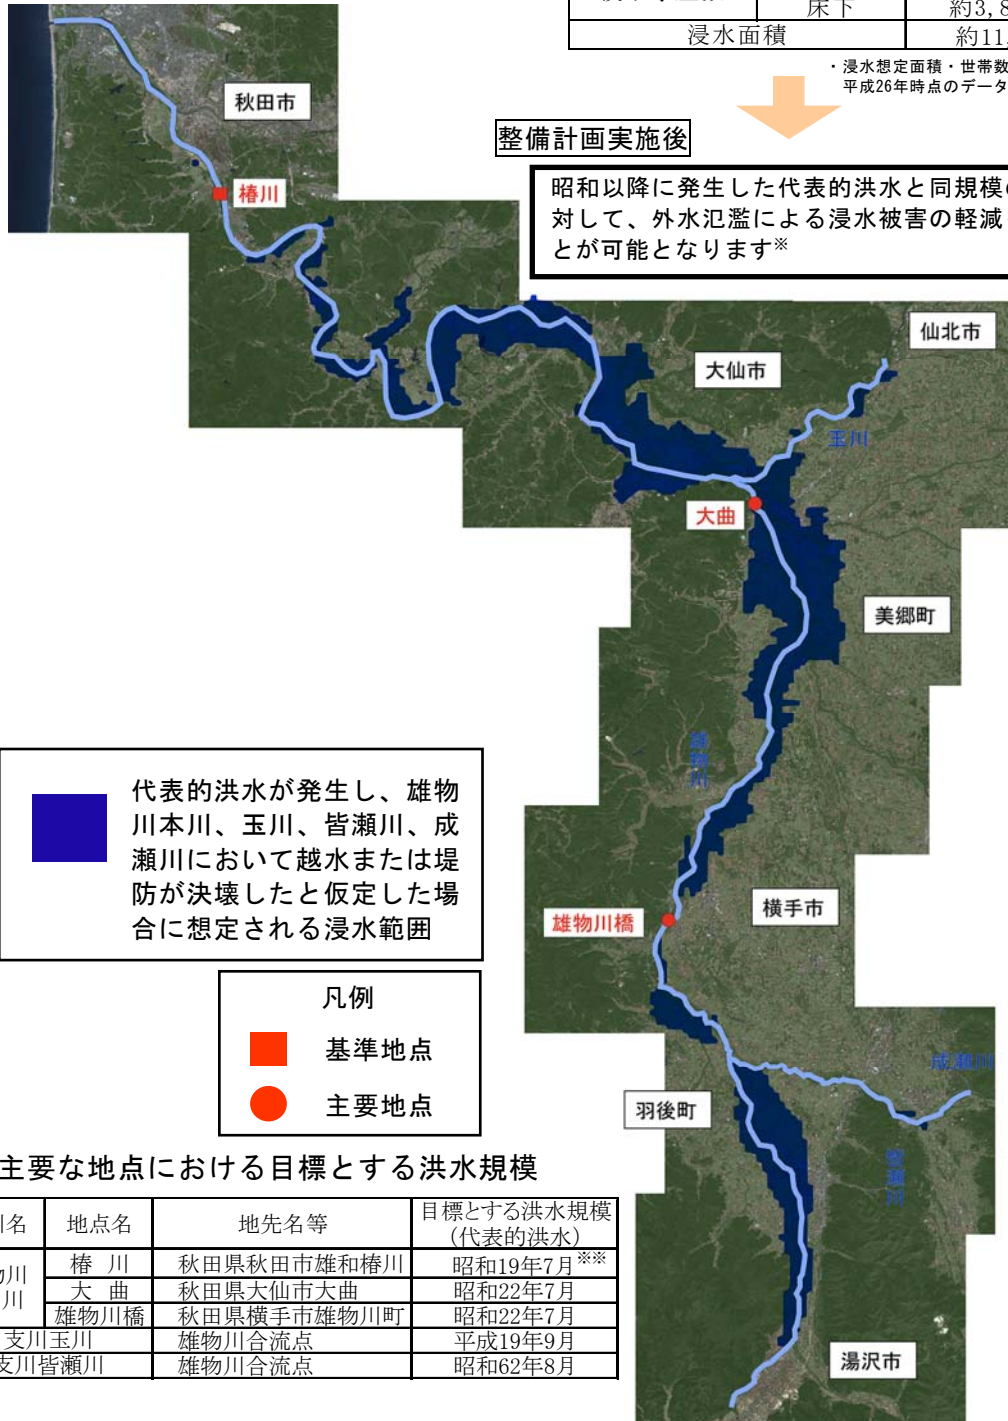 床下 約3,8
浸水面積 約11.
・浸水想定面積・世帯数
平成26年時点のデータ
整備計画実施後
昭和以降に発生した代表的洪水と同規模
対して、外水氾濫による浸水被害の軽減
とが可能となります※
秋田市
椿川
仙北市
大仙市
玉川
大曲
美郷町
雄物川
横手市
雄物川橋
成瀬川
羽後町
皆瀬川
湯沢市
代表的洪水が発生し、雄物
川本川、玉川、皆瀬川、成
瀬川において越水または堤
防が決壊したと仮定した場
合に想定される浸水範囲
凡例
基準地点
主要地点
主要な地点における目標とする洪水規模
川名 地点名 地先名等 目標とする洪水規模
(代表的洪水)
物川
川
椿 川 秋田県秋田市雄和椿川 昭和19年7月※※
大 曲 秋田県大仙市大曲 昭和22年7月
雄物川橋 秋田県横手市雄物川町 昭和22年7月
支川玉川 雄物川合流点 平成19年9月
支川皆瀬川 雄物川合流点 昭和62年8月